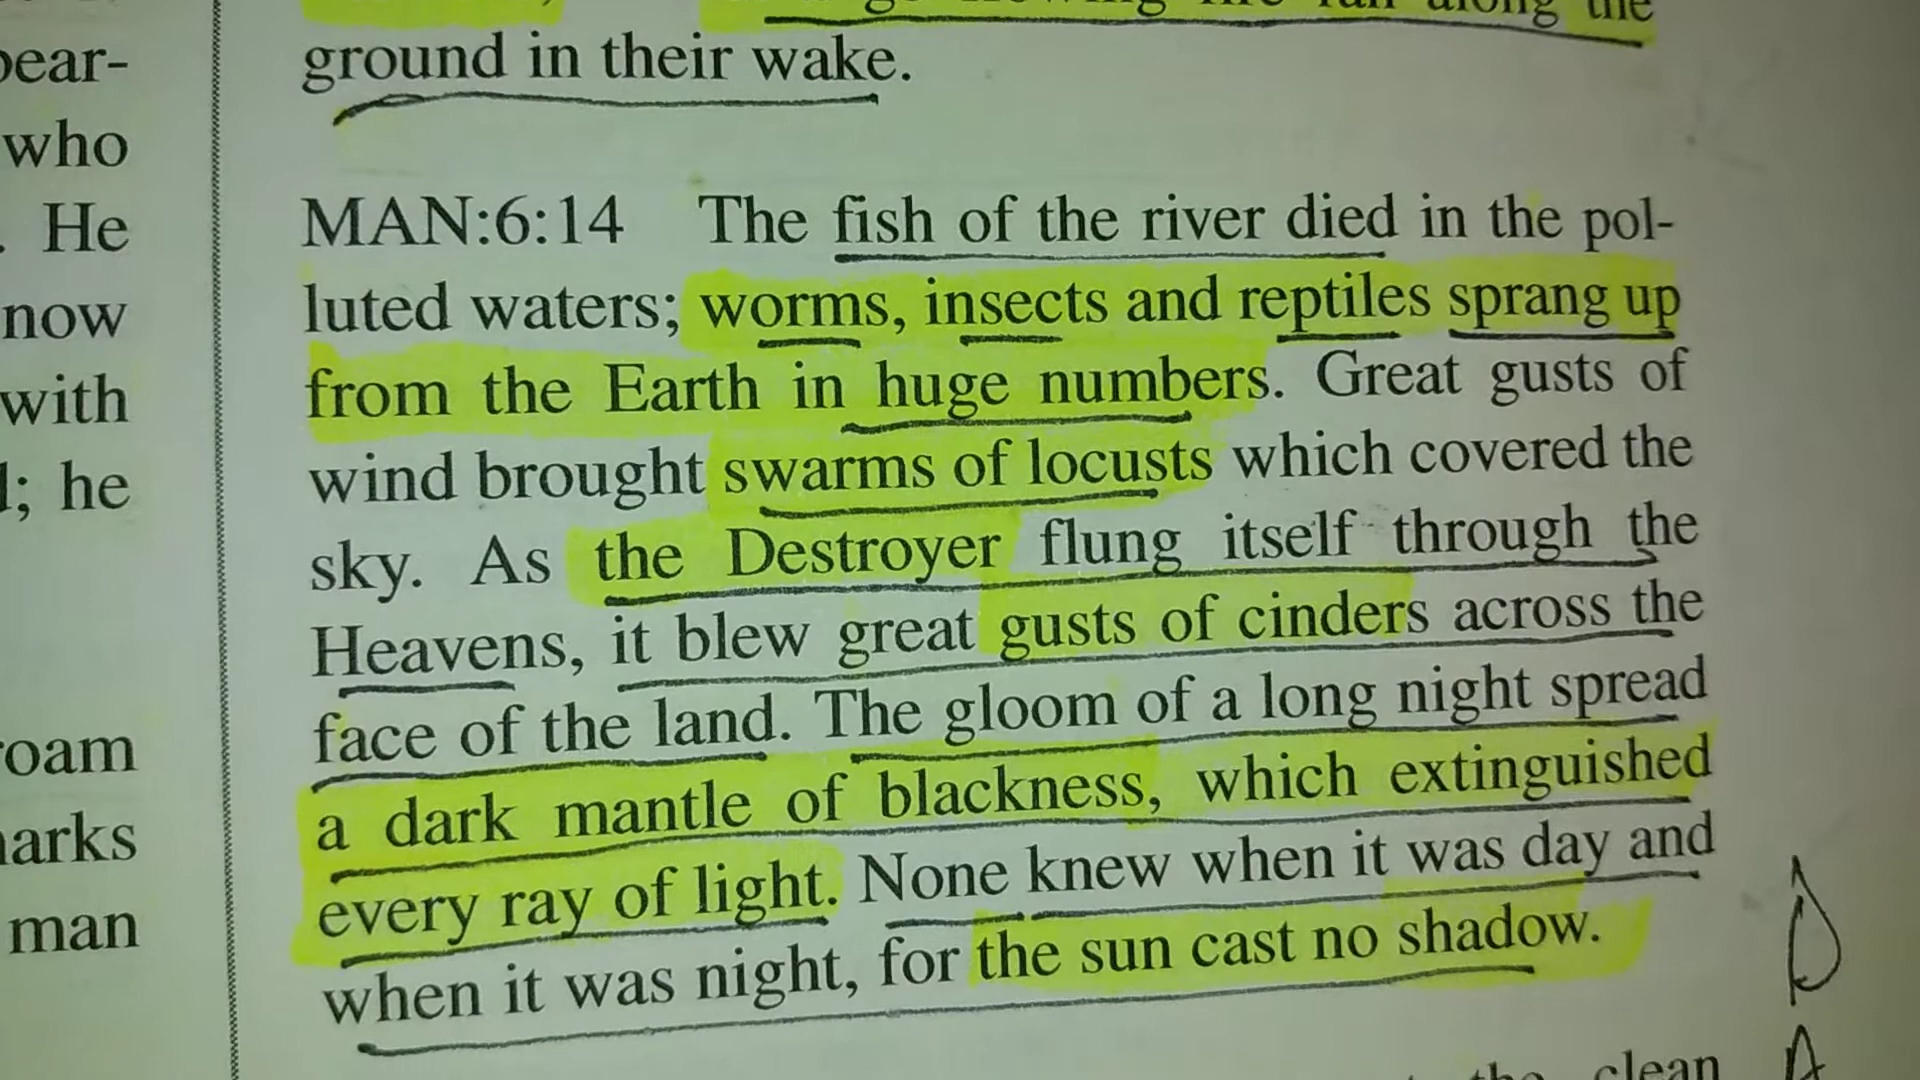 pear-
who
. He
now
with
; he
roam
arks
man
along the
ground in their wake.
MAN:6:14 The fish of the river died in the pol-
luted waters; worms, insects and reptiles sprang up
from the Earth in huge numbers. Great gusts of
wind brought swarms of locusts which covered the
sky. As the Destroyer flung itself through the
Heavens, it blew great gusts of cinders across the
face of the land. The gloom of a long night spread
a dark mantle of blackness, which extinguished
every ray of light. None knew when it was day and
when it was night, for the sun cast no shadow.
the clean
D
A